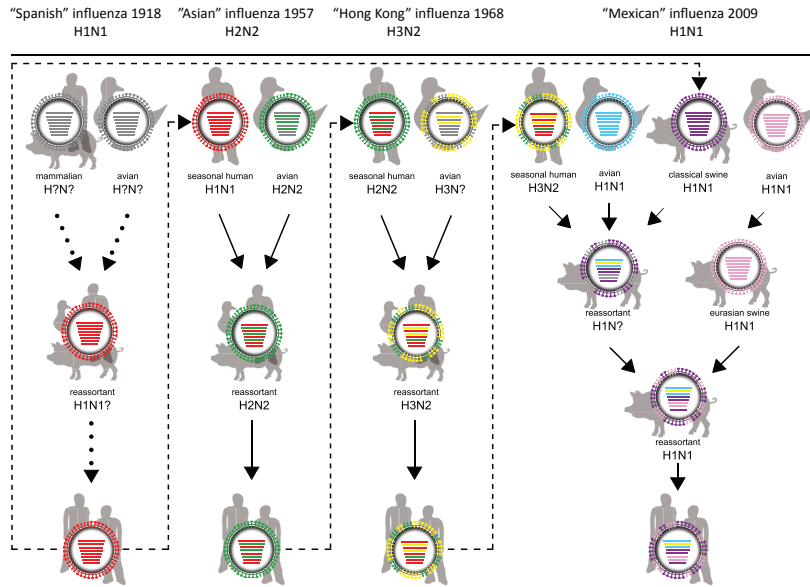 "Spanish" influenza 1918
H1N1
"Asian" influenza 1957
H2N2
"Hong Kong" influenza 1968
H3N2
"Mexican" influenza 2009
H1N1
mammalian
H?N?
avian
H?N?
seasonal human
H1N1
avian
H2N2
seasonal human
H2N2
avian
H3N?
seasonal human
H3N2
avian
H1N1
classical swine
H1N1
avian
H1N1
reassortant
H1N1?
reassortant
H2N2
reassortant
H3N2
reassortant
H1N?
eurasian swine
H1N1
reassortant
H1N1